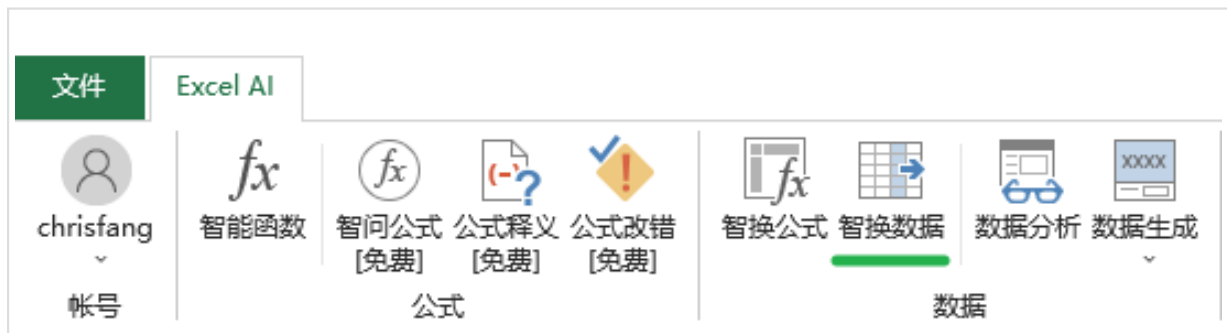 文件 Excel AI
chrisfang 智能函数 智问公式 公式释义 公式改错 智换公式 智换数据 数据分析 数据生成
[免费] [免费] [免费]
帐号 公式 数据